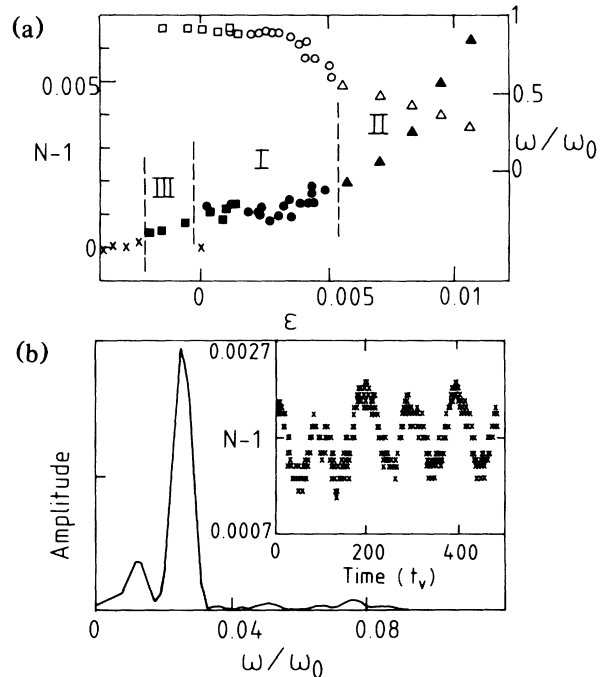 (a)
1
0.005
0.5
II
N-1
I
ω/ω₀
III
0
0
0
0.005
0.01
ε
(b)
0.0027
N-1
Amplitude
0.0007
0
200
400
Time (tᵥ)
0
0.04
0.08
ω/ω₀